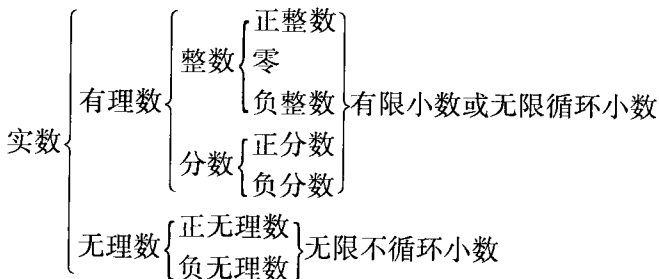 正整数
整数 零
有理数 负整数 有限小数或无限循环小数
实数 分数 正分数
负分数
无理数 正无理数 无限不循环小数
负无理数